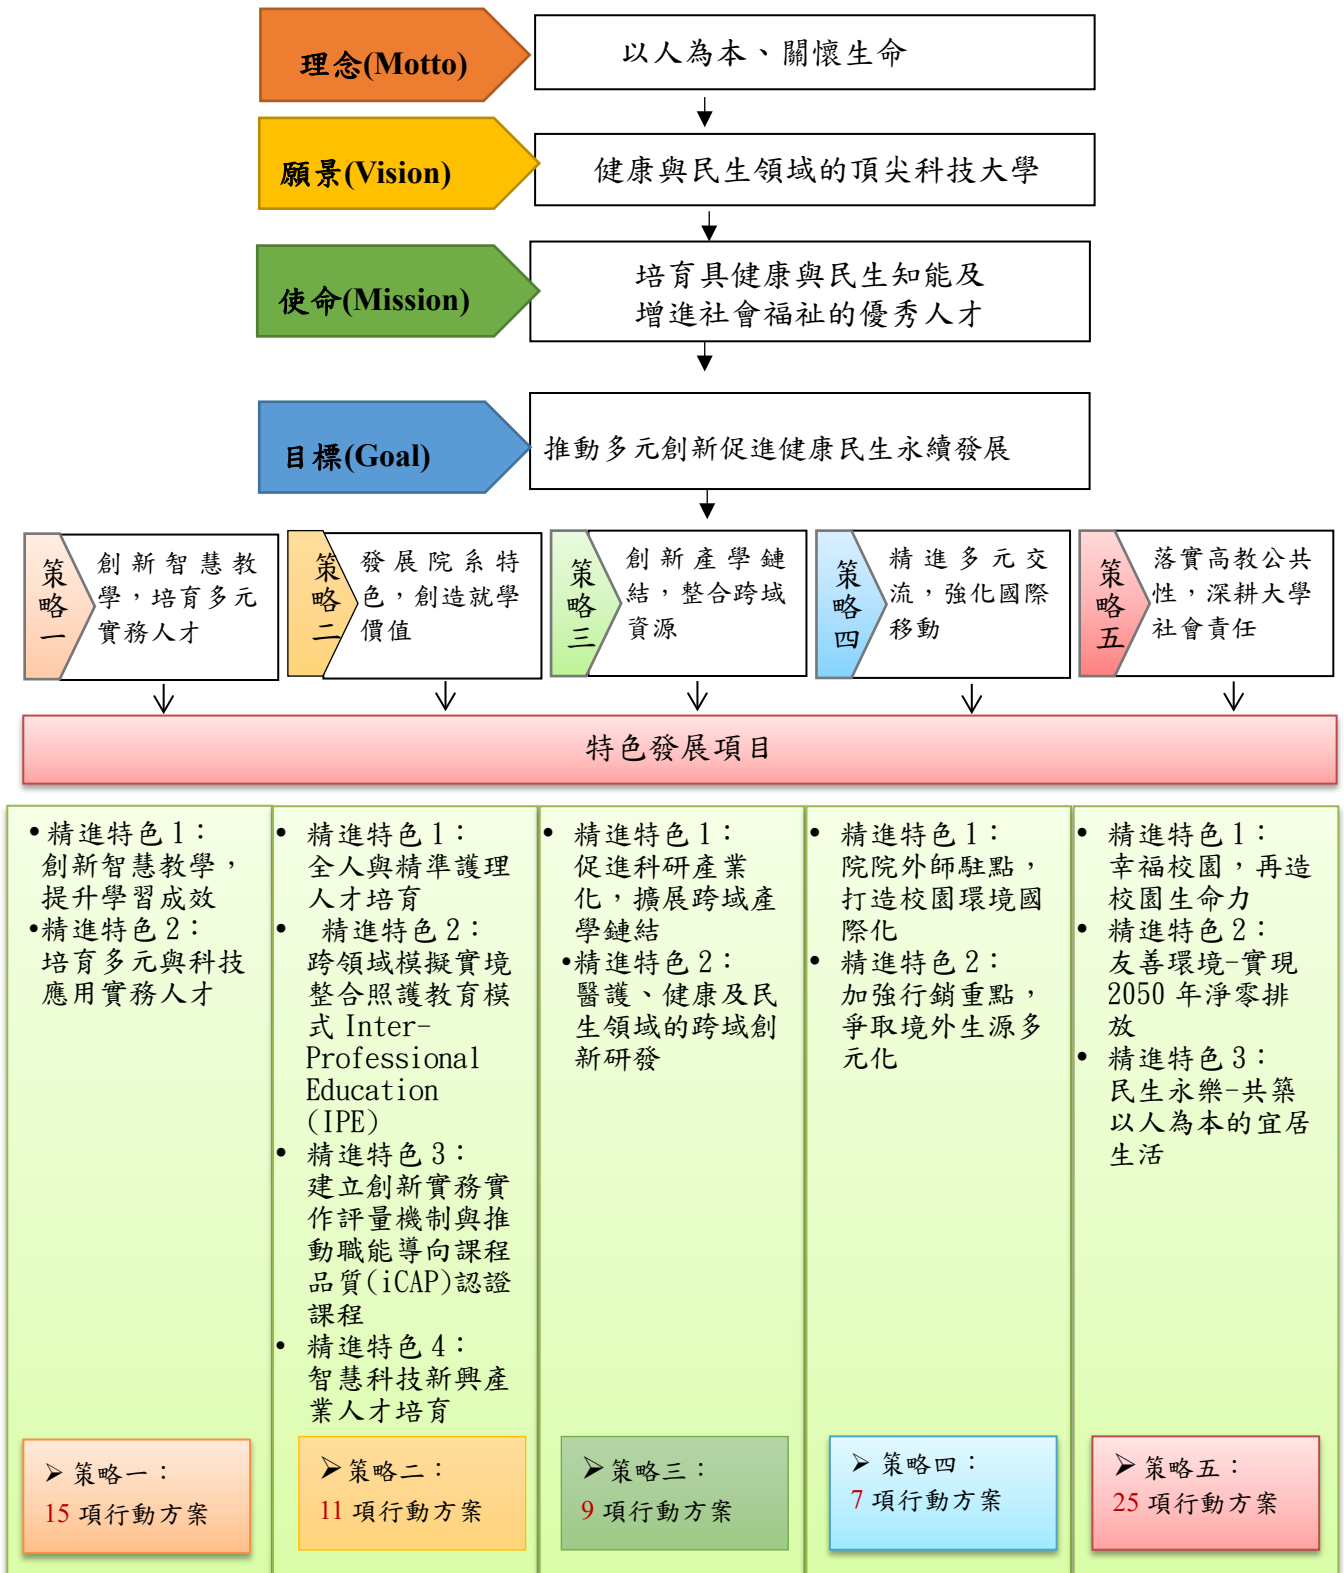 理念(Motto)
以人為本、關懷生命
願景(Vision)
健康與民生領域的頂尖科技大學
使命(Mission)
培育具健康與民生知能及
增進社會福祉的優秀人才
目標(Goal)
推動多元創新促進健康民生永續發展
策略一
創新智慧教
學，培育多元
實務人才
策略二
發展院系特
色，創造就學
價值
策略三
創新產學鏈
結，整合跨域
資源
策略四
精進多元交
流，強化國際
移動
策略五
落實高教公共
性，深耕大學
社會責任
特色發展項目
•精進特色1：
創新智慧教學，
提升學習成效
•精進特色2：
培育多元與科技
應用實務人才
➢策略一：
15 項行動方案
• 精進特色1：
全人與精準護理
人才培育
• 精進特色2：
跨領域模擬實境
整合照護教育模
式 Inter-
Professional
Education
(IPE)
• 精進特色3：
建立創新實務實
作評量機制與推
動職能導向課程
品質(iCAP)認證
課程
• 精進特色4：
智慧科技新興產
業人才培育
➢策略二：
11 項行動方案
• 精進特色1：
促進科研產業
化，擴展跨域產
學鏈結
•精進特色2：
醫護、健康及民
生領域的跨域創
新研發
➢策略三：
9 項行動方案
• 精進特色1：
院院外師駐點，
打造校園環境國
際化
• 精進特色2：
加強行銷重點，
爭取境外生源多
元化
➢ 策略四：
7 項行動方案
• 精進特色1：
幸福校園，再造
校園生命力
• 精進特色2：
友善環境-實現
2050 年淨零排
放
• 精進特色3：
民生永樂-共築
以人為本的宜居
生活
➢策略五：
25 項行動方案